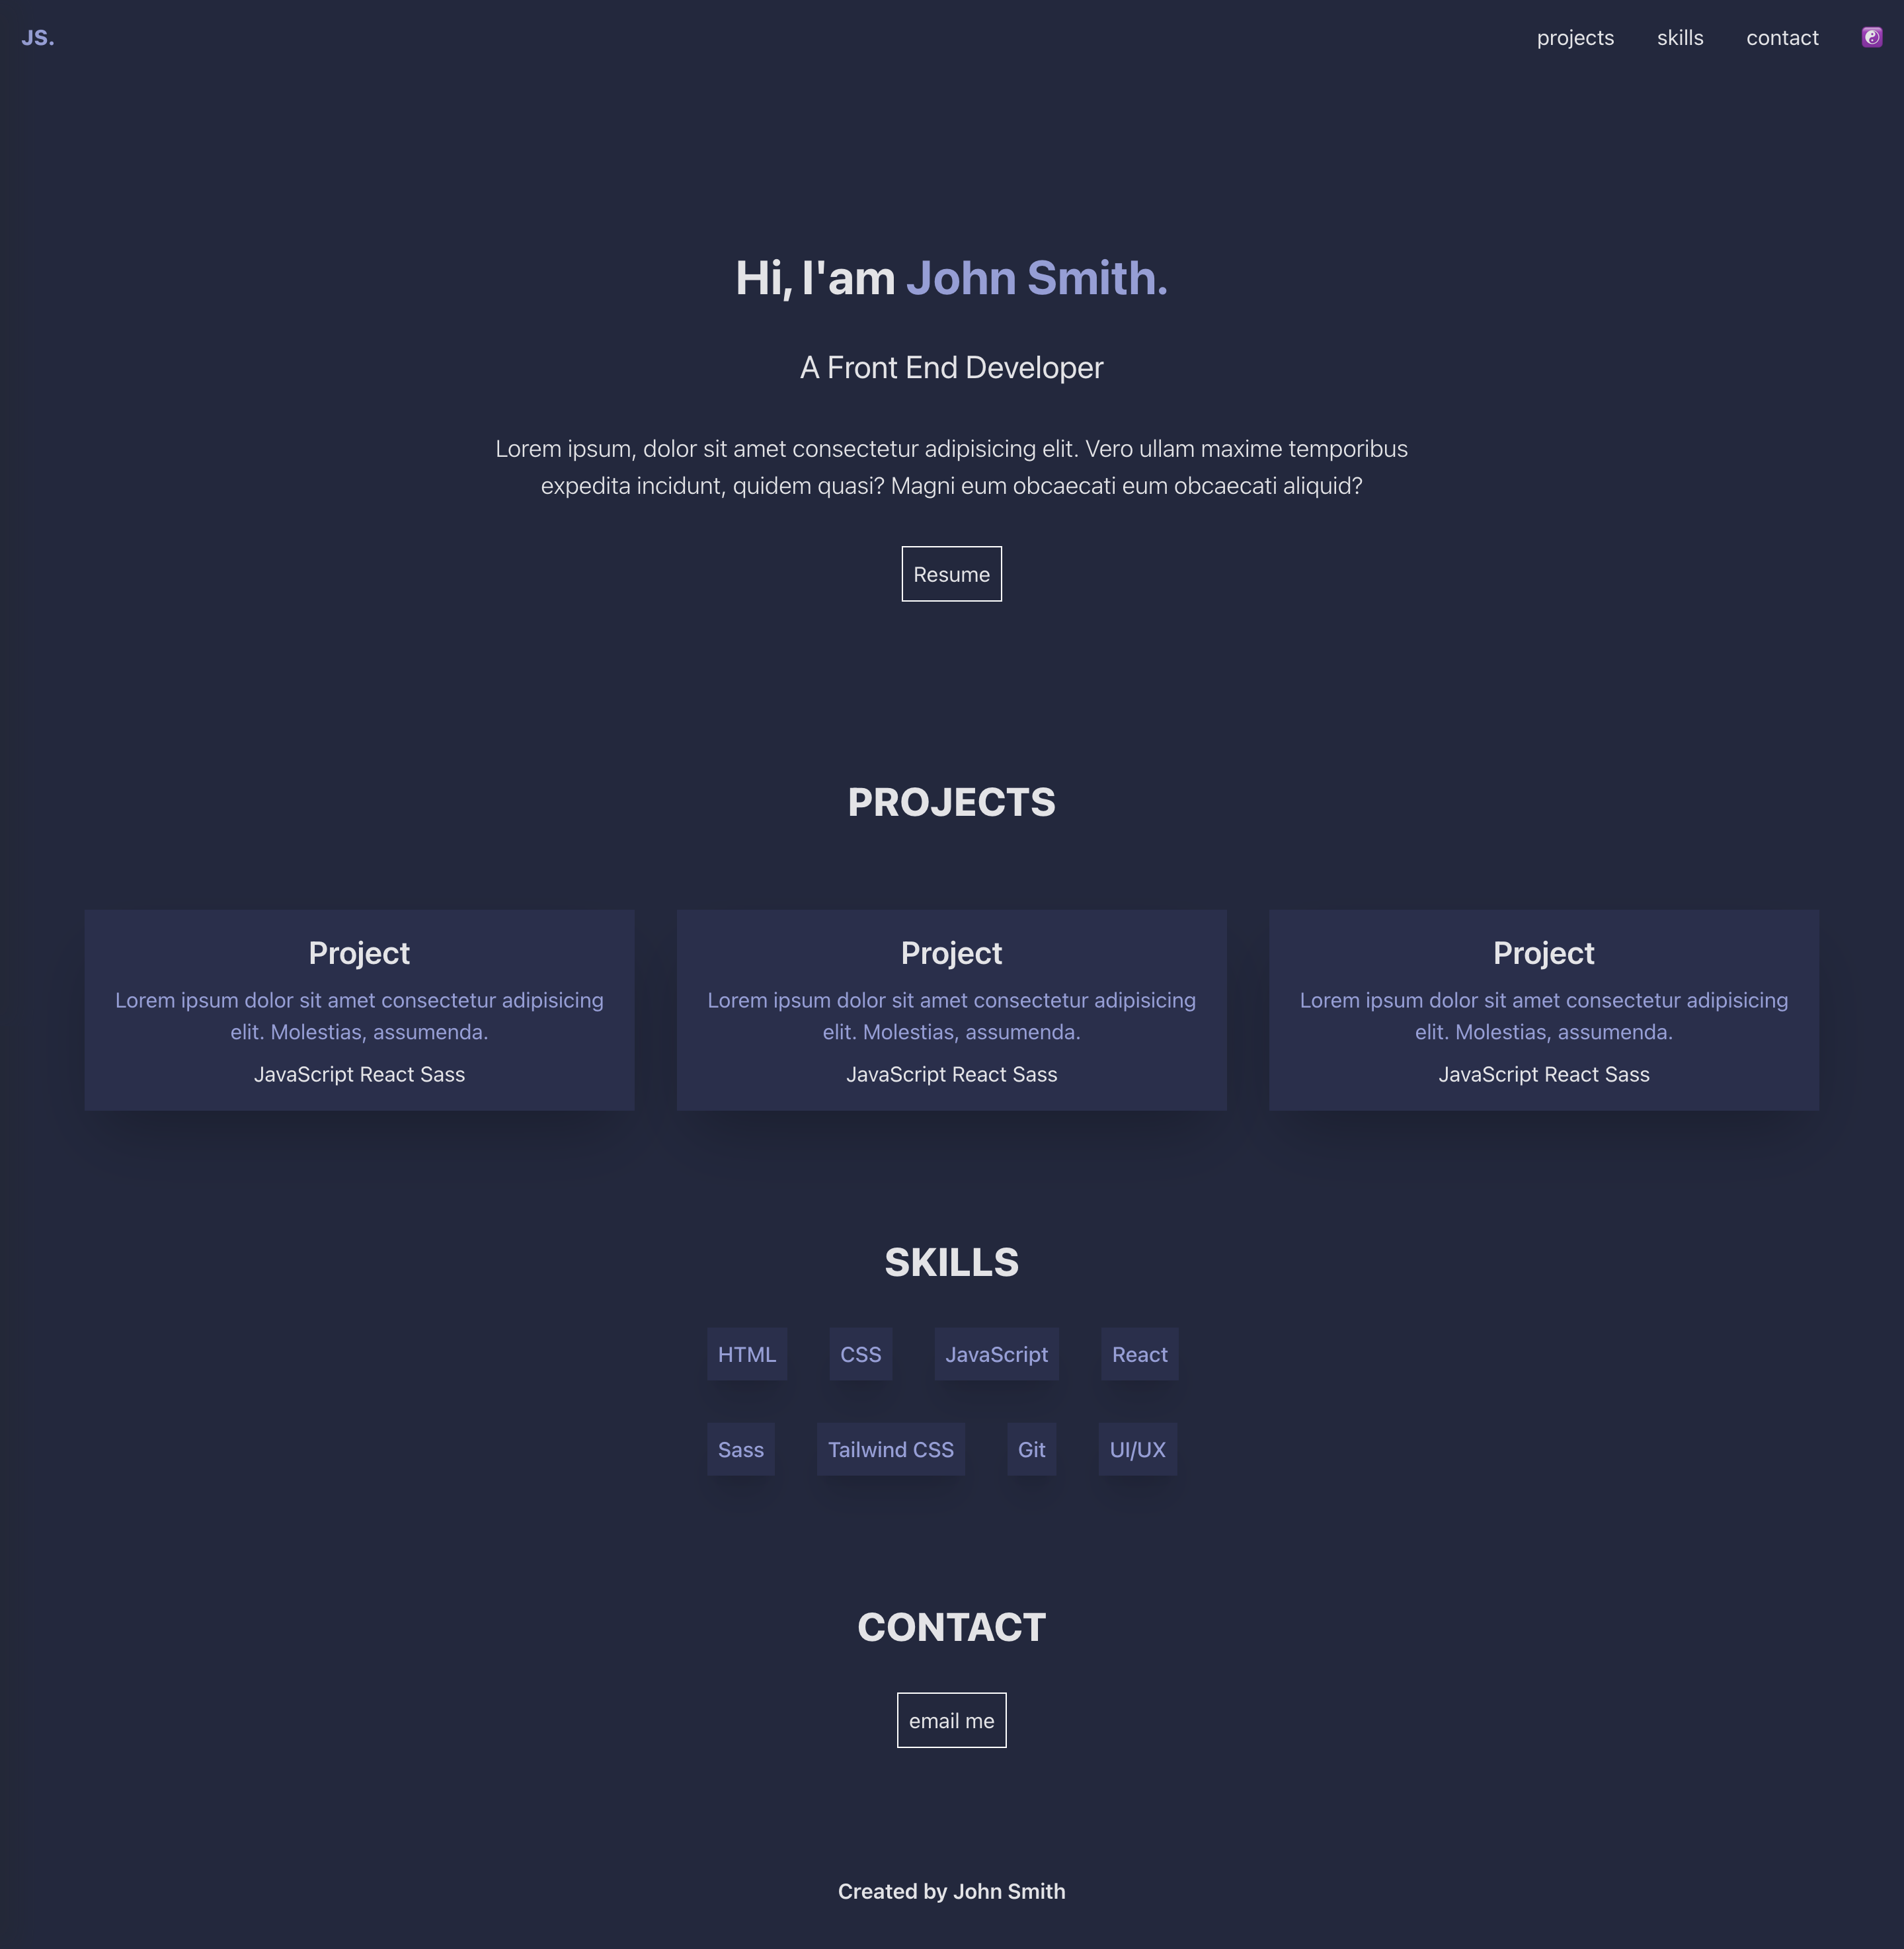 JS.
projects skills contact ☯️
Hi, I'am John Smith.
A Front End Developer
Lorem ipsum, dolor sit amet consectetur adipisicing elit. Vero ullam maxime temporibus
expedita incidunt, quidem quasi? Magni eum obcaecati eum obcaecati aliquid?
Resume
PROJECTS
Project
Lorem ipsum dolor sit amet consectetur adipisicing
elit. Molestias, assumenda.
JavaScript React Sass
Project
Lorem ipsum dolor sit amet consectetur adipisicing
elit. Molestias, assumenda.
JavaScript React Sass
Project
Lorem ipsum dolor sit amet consectetur adipisicing
elit. Molestias, assumenda.
JavaScript React Sass
SKILLS
HTML CSS JavaScript React
Sass Tailwind CSS Git UI/UX
CONTACT
email me
Created by John Smith